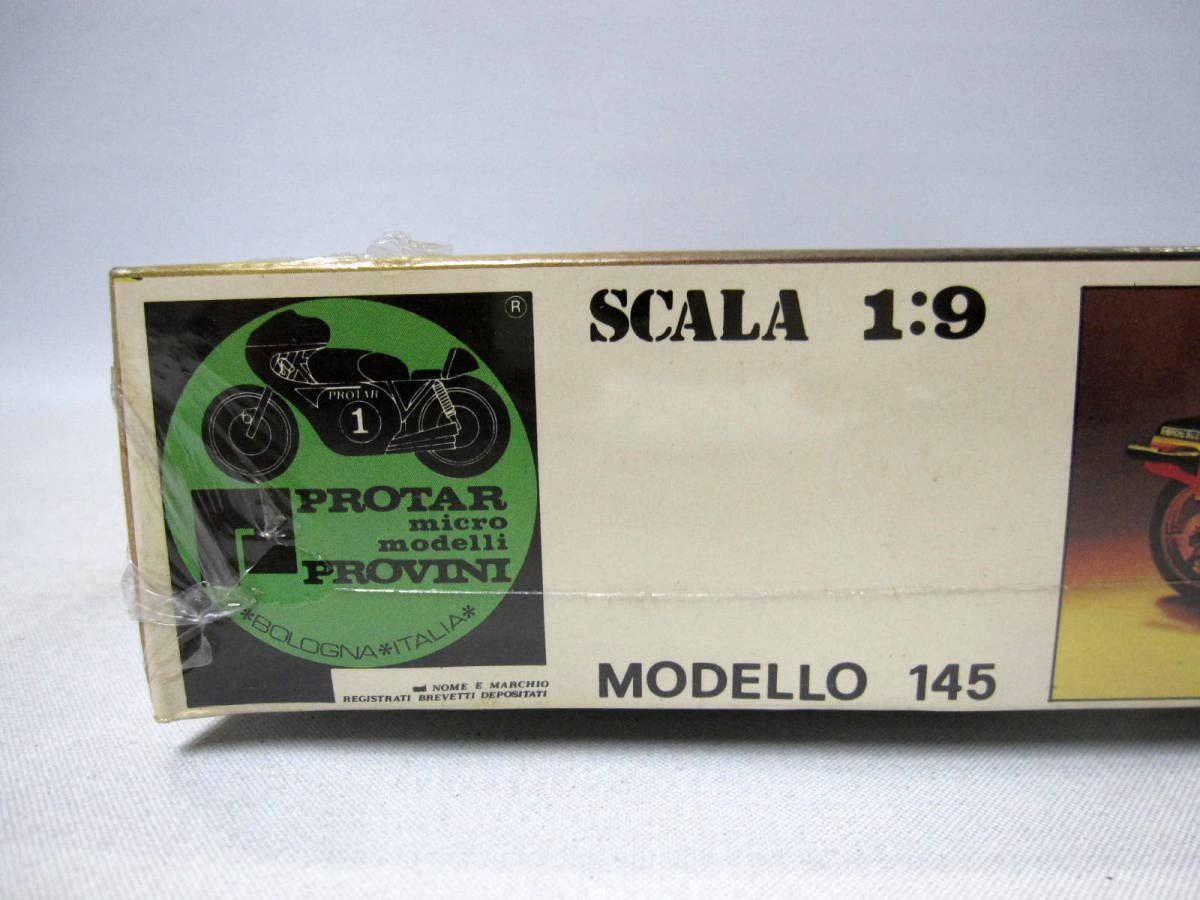 ®
PROTAR
1
PROTAR
micro
modelli
PROVINI
*BOLOGNA*ITALIA*
NOME E MARCHIO
REGISTRATI BREVETTI DEPOSITATI
SCALA 1:9
MODELLO 145